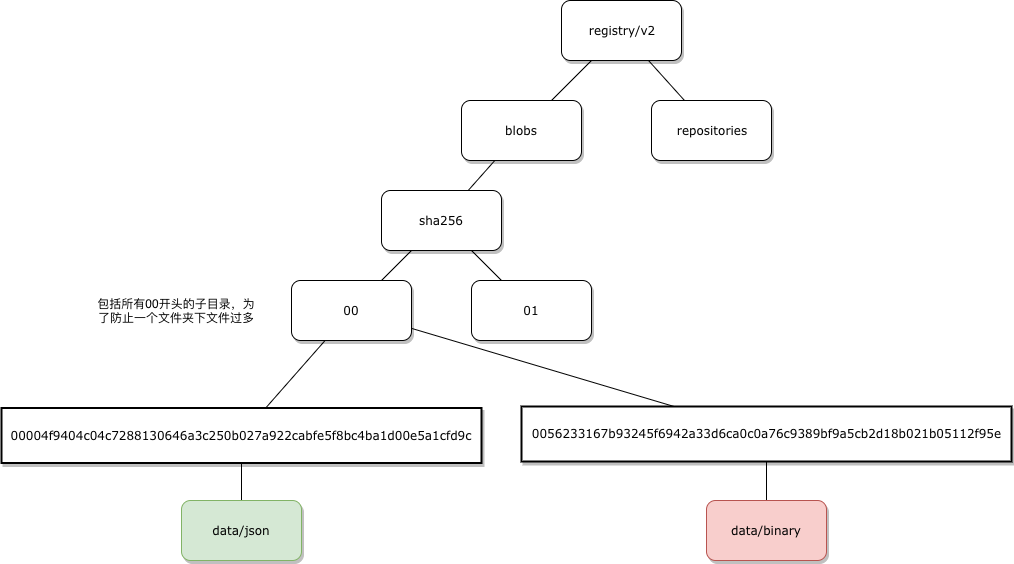 registry/v2
blobs
repositories
sha256
包括所有00开头的子目录，为
了防止一个文件夹下文件过多
00
01
00004f9404c04c7288130646a3c250b027a922cabfe5f8bc4ba1d00e5a1cfd9c
0056233167b93245f6942a33d6ca0c0a76c9389bf9a5cb2d18b021b05112f95e
data/json
data/binary